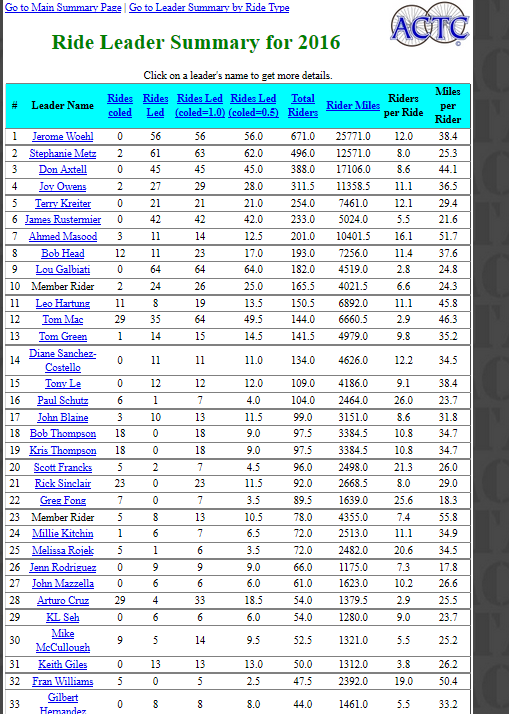 Go to Main Summary Page | Go to Leader Summary by Ride Type
ACTC
Ride Leader Summary for 2016
Click on a leader's name to get more details.
# Leader Name Rides coled Rides Led Rides Led (coled=1.0) Rides Led (coled=0.5) Total Riders Rider Miles Riders per Ride Miles per Rider
1 Jerome Woehl 0 56 56 56.0 671.0 25771.0 12.0 38.4
2 Stephanie Metz 2 61 63 62.0 496.0 12571.0 8.0 25.3
3 Don Axtell 0 45 45 45.0 388.0 17106.0 8.6 44.1
4 Joy Owens 2 27 29 28.0 311.5 11358.5 11.1 36.5
5 Terry Kreiter 0 21 21 21.0 254.0 7461.0 12.1 29.4
6 James Rustermier 0 42 42 42.0 233.0 5024.0 5.5 21.6
7 Ahmed Masood 3 11 14 12.5 201.0 10401.5 16.1 51.7
8 Bob Head 12 11 23 17.0 193.0 7256.0 11.4 37.6
9 Lou Galbiati 0 64 64 64.0 182.0 4519.0 2.8 24.8
10 Member Rider 2 24 26 25.0 165.5 4021.5 6.6 24.3
11 Leo Hartung 11 8 19 13.5 150.5 6892.0 11.1 45.8
12 Tom Mac 29 35 64 49.5 144.0 6660.5 2.9 46.3
13 Tom Green 1 14 15 14.5 141.5 4979.0 9.8 35.2
14 Diane Sanchez-Costello 0 11 11 11.0 134.0 4626.0 12.2 34.5
15 Tony Le 0 12 12 12.0 109.0 4186.0 9.1 38.4
16 Paul Schutz 6 1 7 4.0 104.0 2464.0 26.0 23.7
17 John Blaine 3 10 13 11.5 99.0 3151.0 8.6 31.8
18 Bob Thompson 18 0 18 9.0 97.5 3384.5 10.8 34.7
19 Kris Thompson 18 0 18 9.0 97.5 3384.5 10.8 34.7
20 Scott Francks 5 2 7 4.5 96.0 2498.0 21.3 26.0
21 Rick Sinclair 23 0 23 11.5 92.0 2668.5 8.0 29.0
22 Greg Fong 7 0 7 3.5 89.5 1639.0 25.6 18.3
23 Member Rider 5 8 13 10.5 78.0 4355.0 7.4 55.8
24 Millie Kitchin 1 6 7 6.5 72.0 2513.0 11.1 34.9
25 Melissa Rojek 5 1 6 3.5 72.0 2482.0 20.6 34.5
26 Jenn Rodriguez 0 9 9 9.0 66.0 1175.0 7.3 17.8
27 John Mazzella 0 6 6 6.0 61.0 1623.0 10.2 26.6
28 Arturo Cruz 29 4 33 18.5 54.0 1379.5 2.9 25.5
29 KL Seh 0 6 6 6.0 54.0 1280.0 9.0 23.7
30 Mike McCullough 9 5 14 9.5 52.5 1321.0 5.5 25.2
31 Keith Giles 0 13 13 13.0 50.0 1312.0 3.8 26.2
32 Fran Williams 5 0 5 2.5 47.5 2392.0 19.0 50.4
33 Gilbert Hernandez 0 8 8 8.0 44.0 1461.0 5.5 33.2